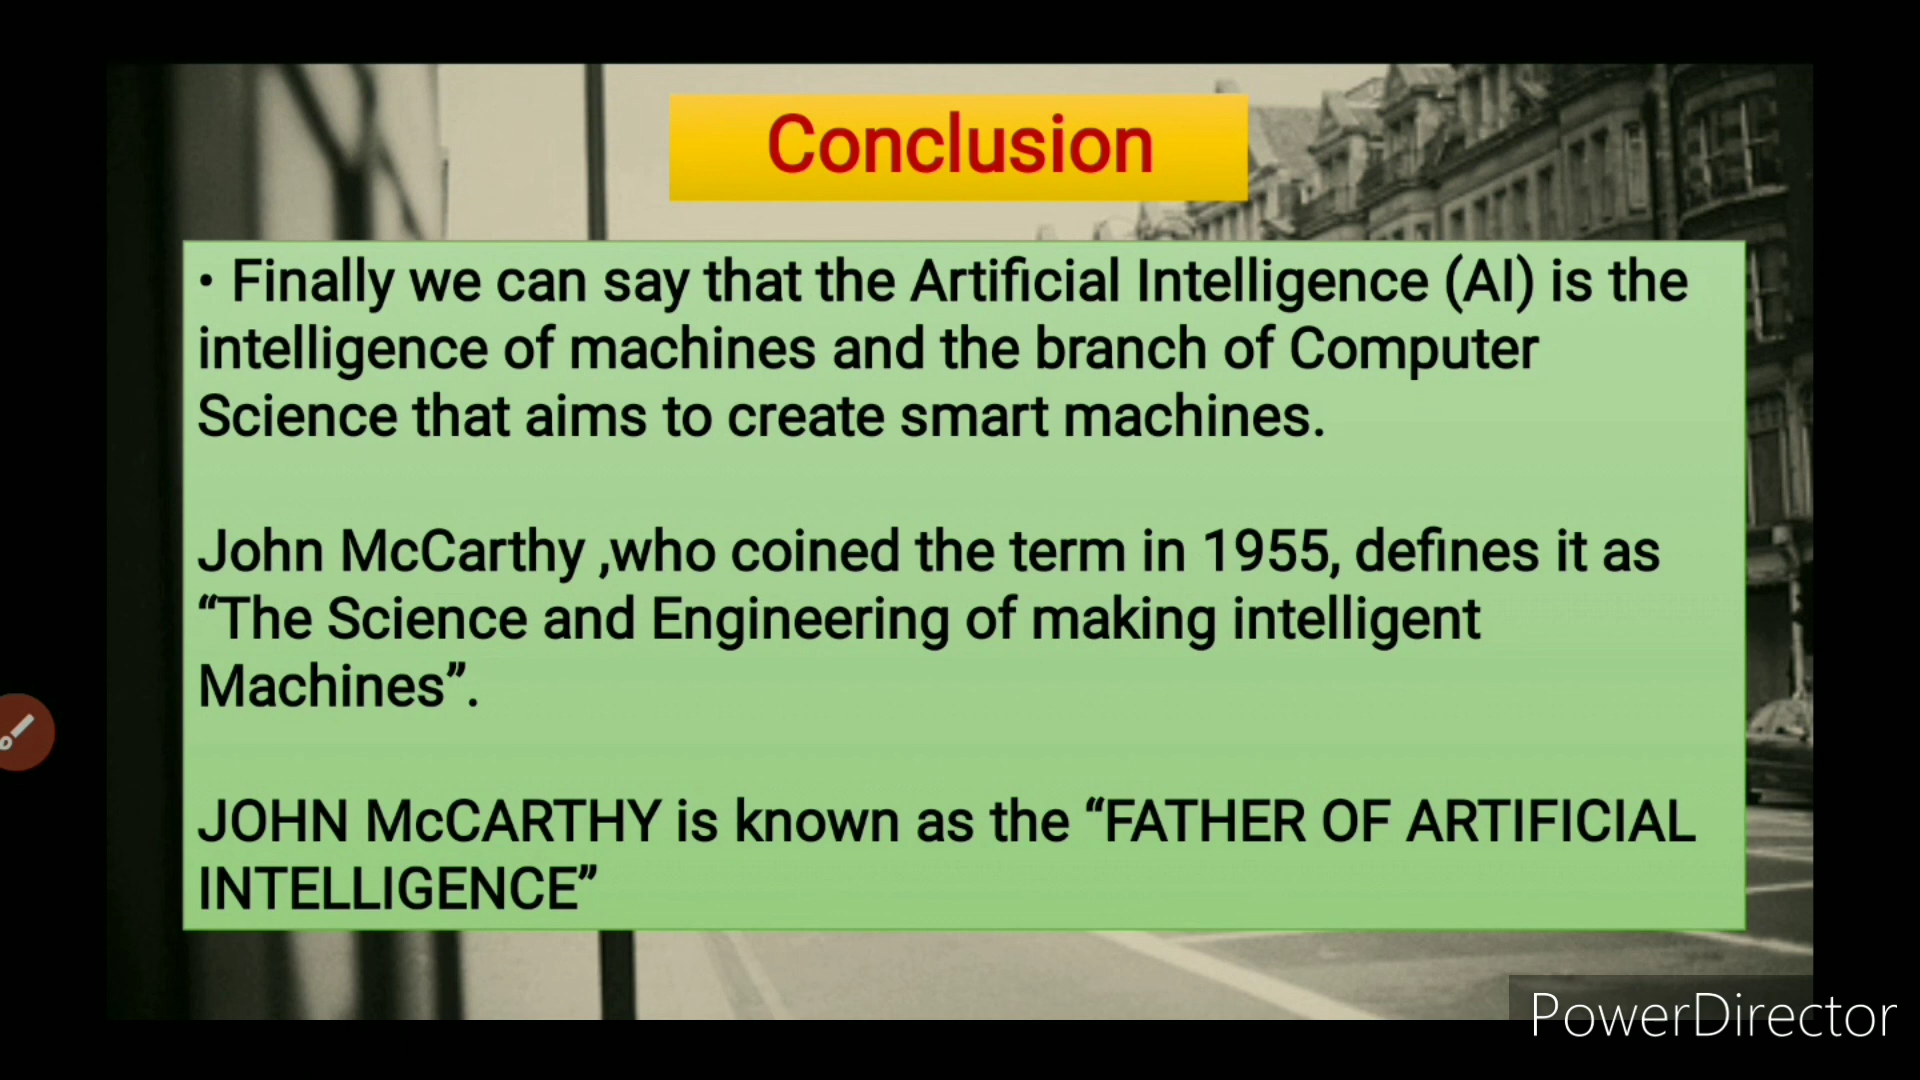 Conclusion
• Finally we can say that the Artificial Intelligence (AI) is the
intelligence of machines and the branch of Computer
Science that aims to create smart machines.
John McCarthy ,who coined the term in 1955, defines it as
“The Science and Engineering of making intelligent
Machines”.
JOHN McCARTHY is known as the “FATHER OF ARTIFICIAL
INTELLIGENCE”
PowerDirector